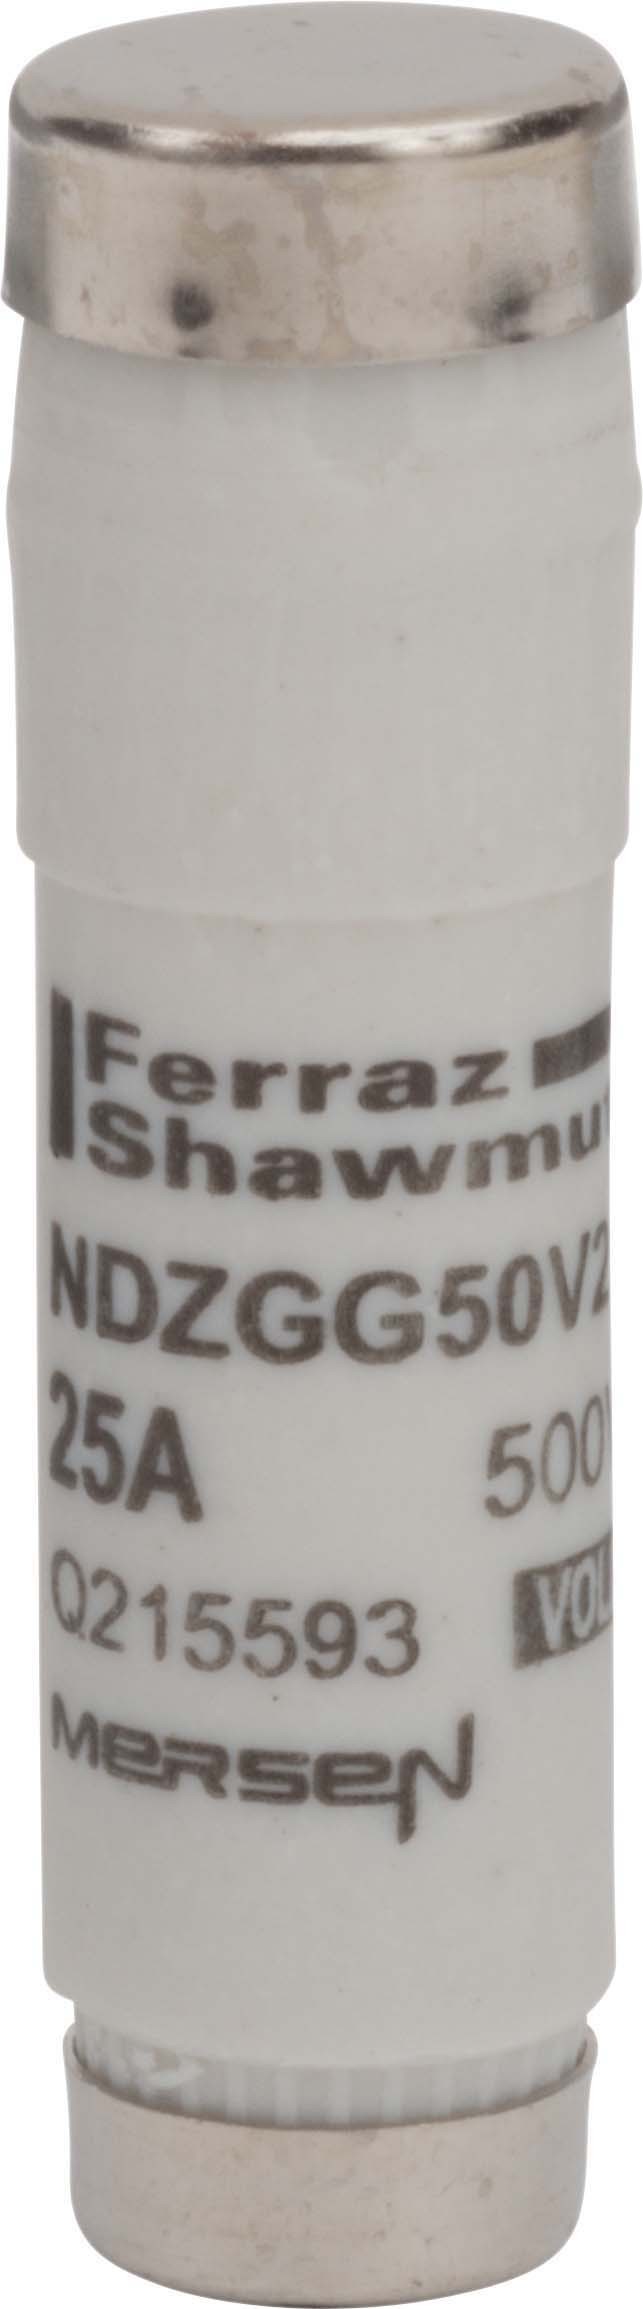 Ferraz
Shawmu
NDZGG50V2
25A 500V
Q215593 VOL
MERSEN